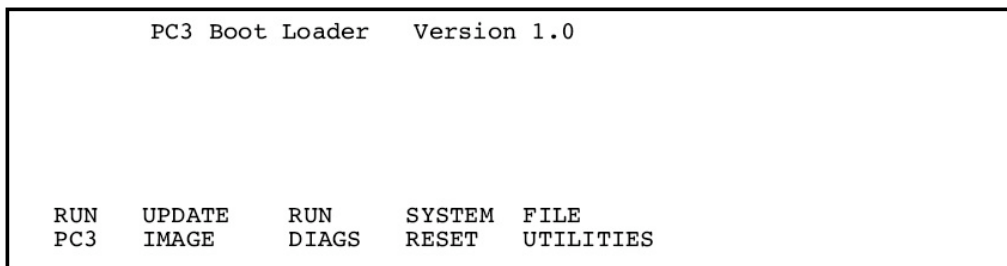 PC3 Boot Loader   Version 1.0
RUN   UPDATE   RUN   SYSTEM   FILE
PC3   IMAGE   DIAGS   RESET   UTILITIES